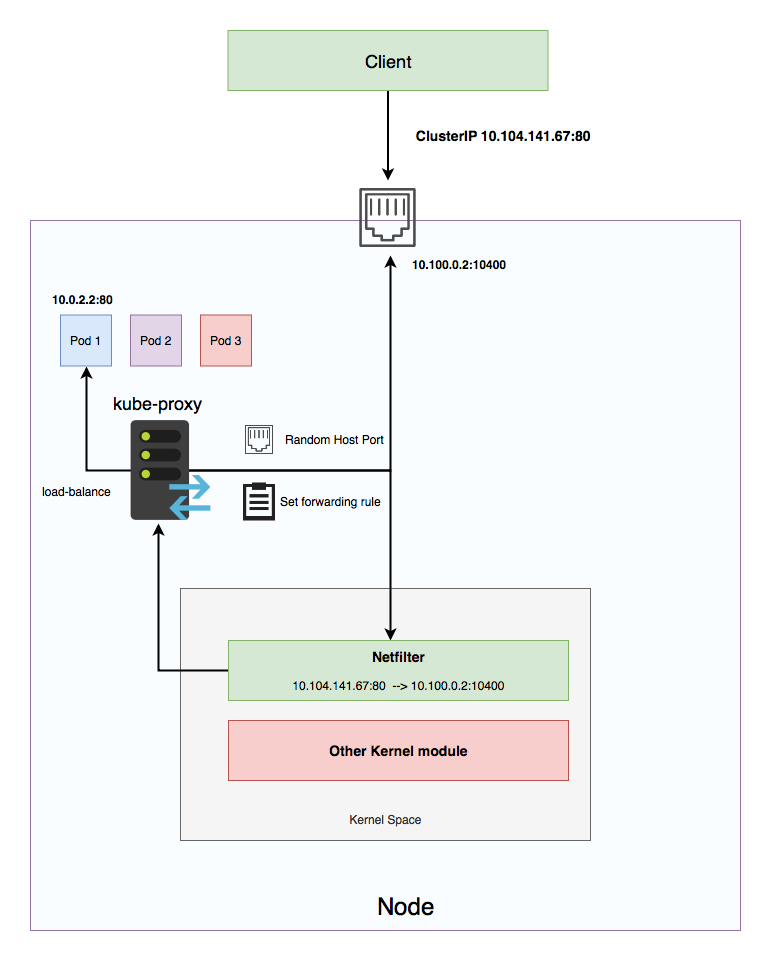 Client
ClusterIP 10.104.141.67:80
10.100.0.2:10400
10.0.2.2:80
Pod 1
Pod 2
Pod 3
kube-proxy
Random Host Port
load-balance
Set forwarding rule
Netfilter
10.104.141.67:80 --> 10.100.0.2:10400
Other Kernel module
Kernel Space
Node